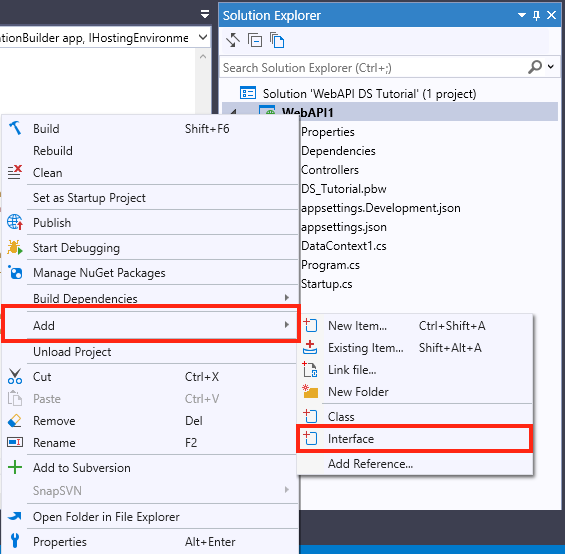 Solution Explorer
tionBuilder app, IHostingEnvironme
Search Solution Explorer (Ctrl+;)
Solution 'WebAPI DS Tutorial' (1 project)
WebAPI1
Properties
Dependencies
Controllers
DS_Tutorial.pbw
appsettings.Development.json
appsettings.json
DataContext1.cs
Program.cs
Startup.cs
Build Shift+F6
Rebuild
Clean
Set as Startup Project
Publish
Start Debugging
Manage NuGet Packages
Build Dependencies
Add
Unload Project
Cut Ctrl+X
Paste Ctrl+V
Remove Del
Rename F2
Add to Subversion
SnapSVN
Open Folder in File Explorer
Properties Alt+Enter
New Item... Ctrl+Shift+A
Existing Item... Shift+Alt+A
Link file...
New Folder
Class
Interface
Add Reference...